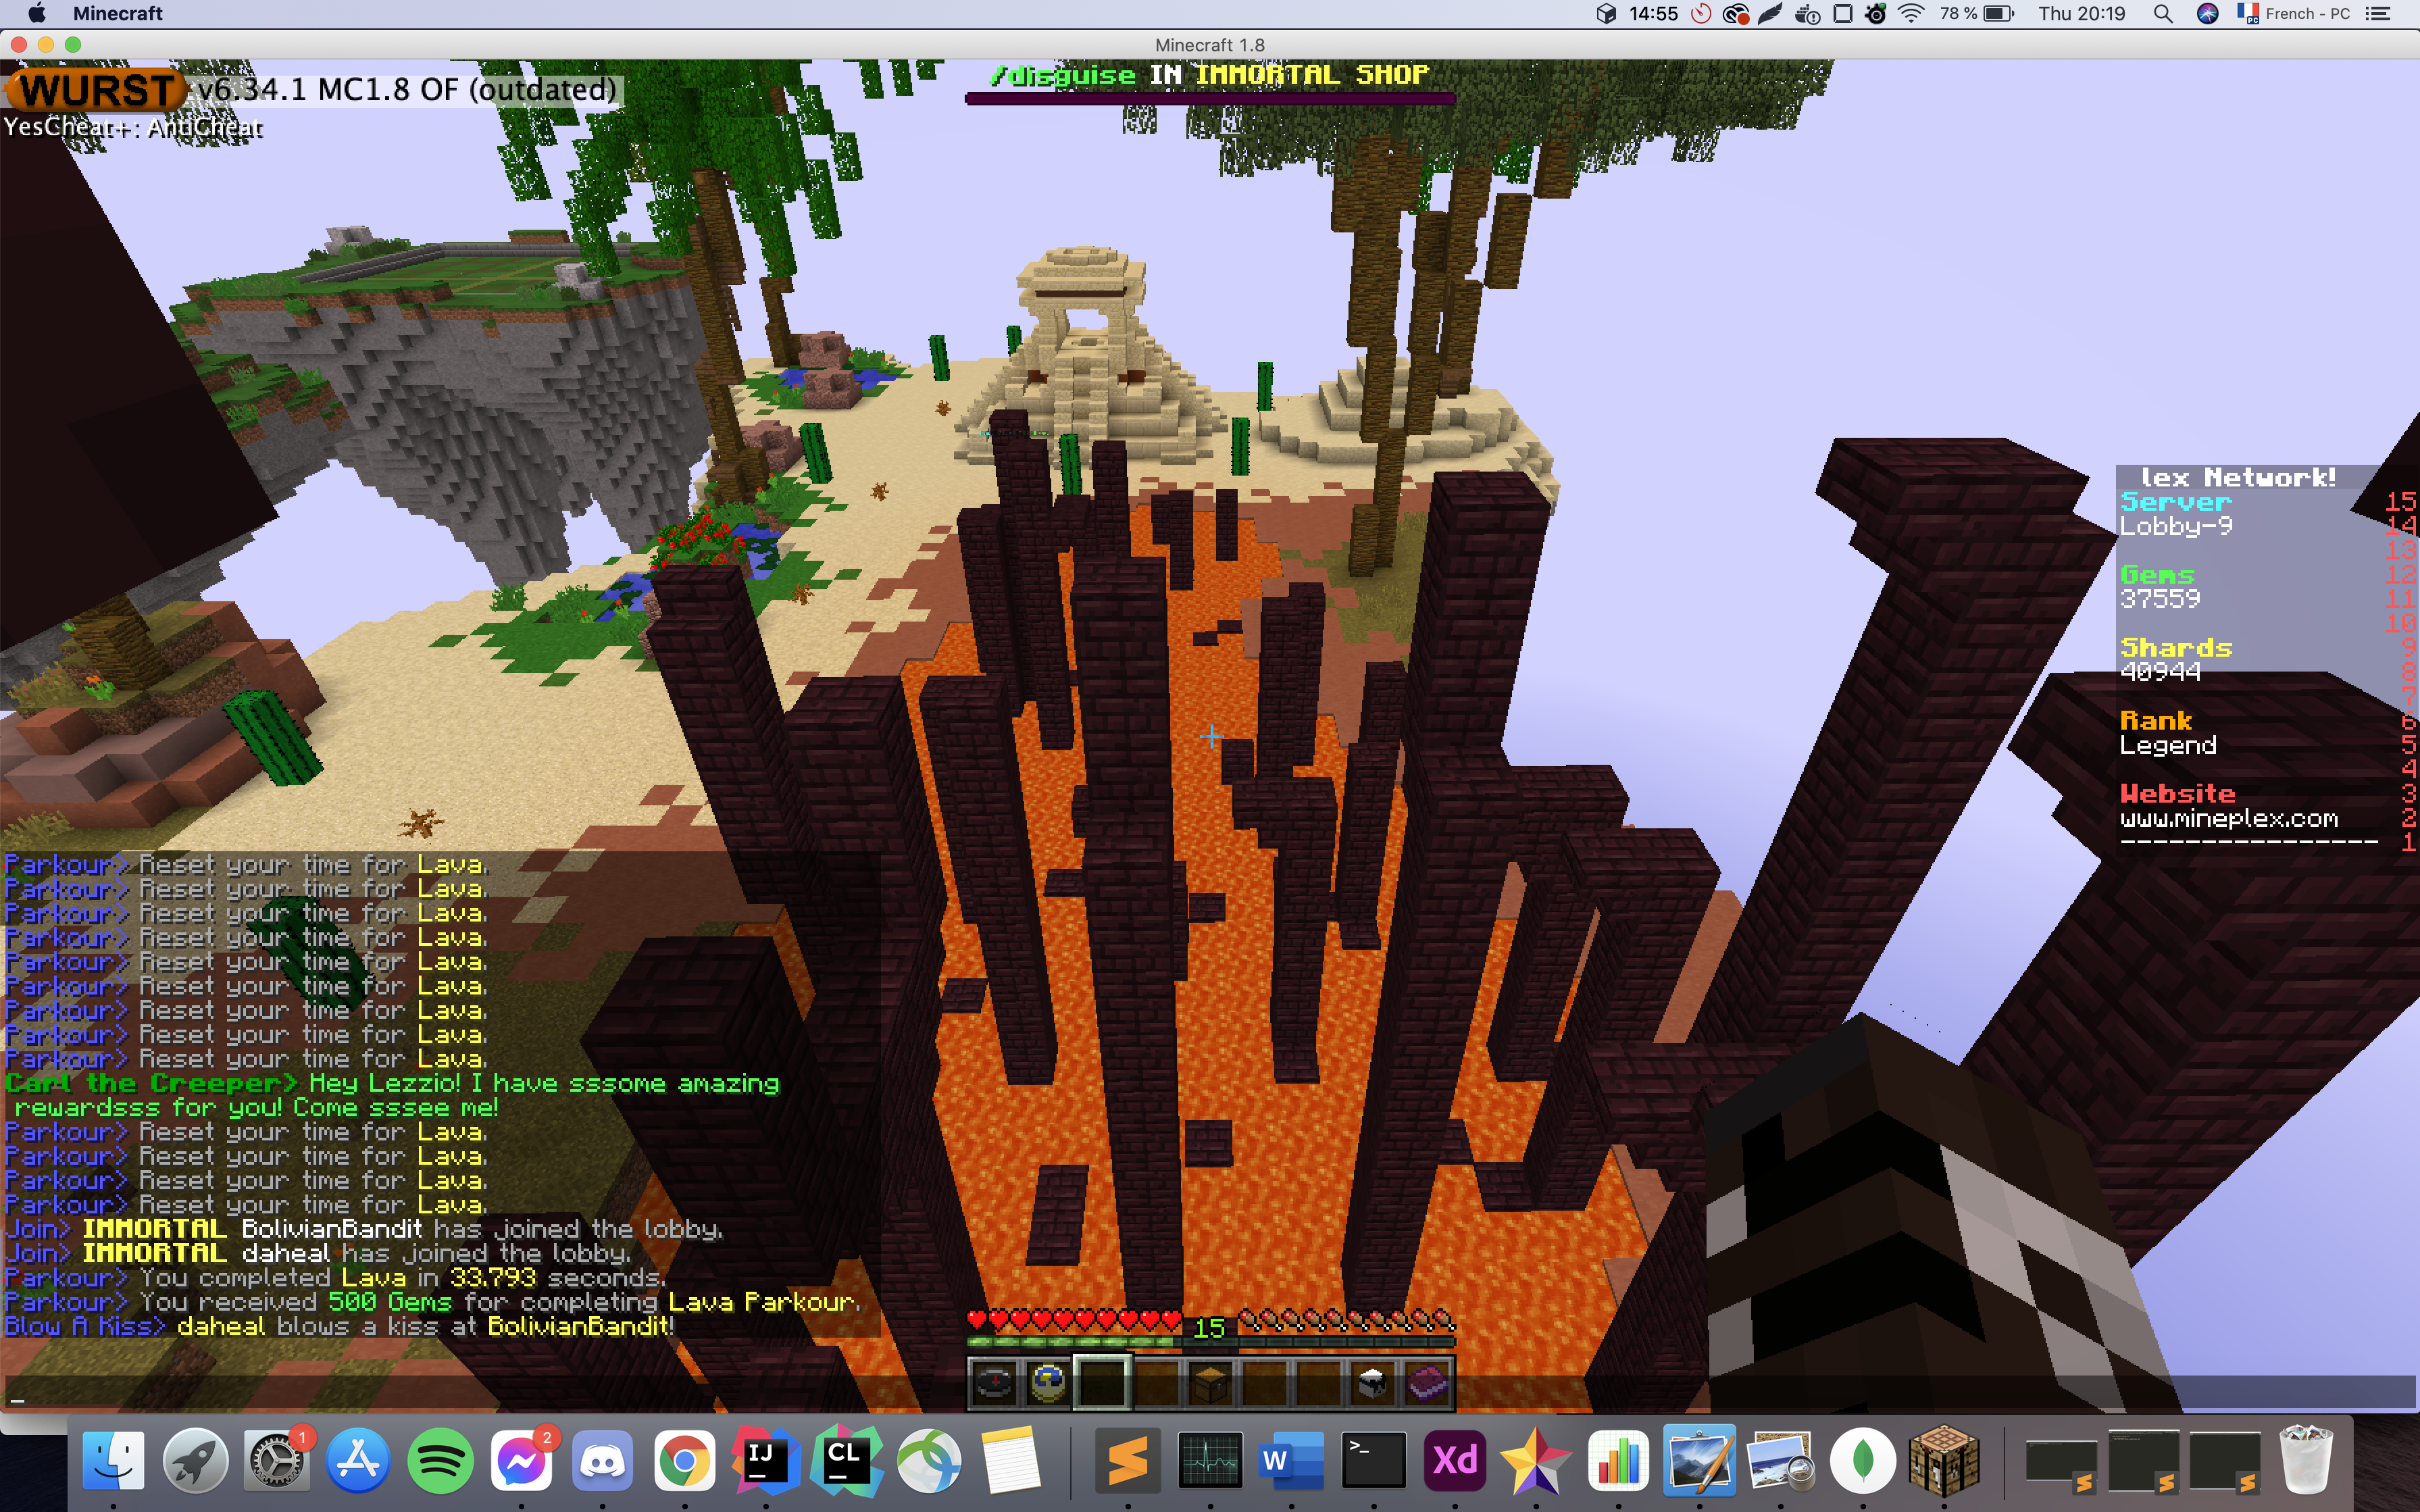 Minecraft
14:55
78 %
Thu 20:19
French - PC
Minecraft 1.8
WURST v6.34.1 MC1.8 OF (outdated)
YesCheat+: AntiCheat
/disguise IN IMMORTAL SHOP
lex Network!
Server 15
Lobby-9 14
13
Gems 12
37559 11
10
Shards 9
40944 8
7
Rank 6
Legend 5
4
Website 3
www.mineplex.com 2
---------------- 1
Parkour> Reset your time for Lava.
Parkour> Reset your time for Lava.
Parkour> Reset your time for Lava.
Parkour> Reset your time for Lava.
Parkour> Reset your time for Lava.
Parkour> Reset your time for Lava.
Parkour> Reset your time for Lava.
Parkour> Reset your time for Lava.
Parkour> Reset your time for Lava.
Carl the Creeper> Hey Lezzio! I have sssome amazing
rewardsss for you! Come sssee me!
Parkour> Reset your time for Lava.
Parkour> Reset your time for Lava.
Parkour> Reset your time for Lava.
Parkour> Reset your time for Lava.
Join> IMMORTAL BolivianBandit has joined the lobby.
Join> IMMORTAL daheal has joined the lobby.
Parkour> You completed Lava in 33.793 seconds.
Parkour> You received 500 Gems for completing Lava Parkour.
Blow A Kiss> daheal blows a kiss at BolivianBandit!
15
_
1
2
IJ
CL
W
>_
Xd